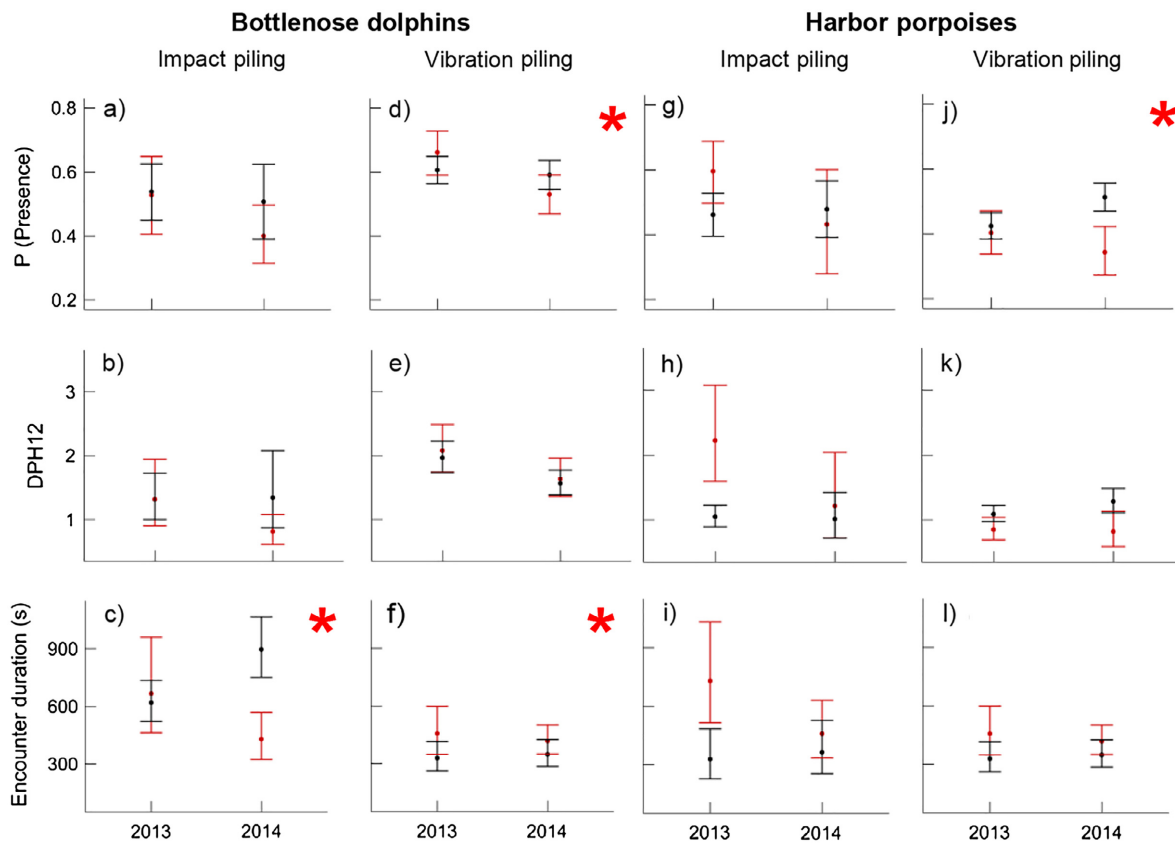 Bottlenose dolphins Harbor porpoises
Impact piling Vibration piling Impact piling Vibration piling
a) d) * g) j) *
0.8
0.6
0.4
0.2
P (Presence)
b) e) h) k)
3
2
1
DPH12
c) * f) * i) l)
900
600
300
Encounter duration (s)
2013 2014 2013 2014 2013 2014 2013 2014